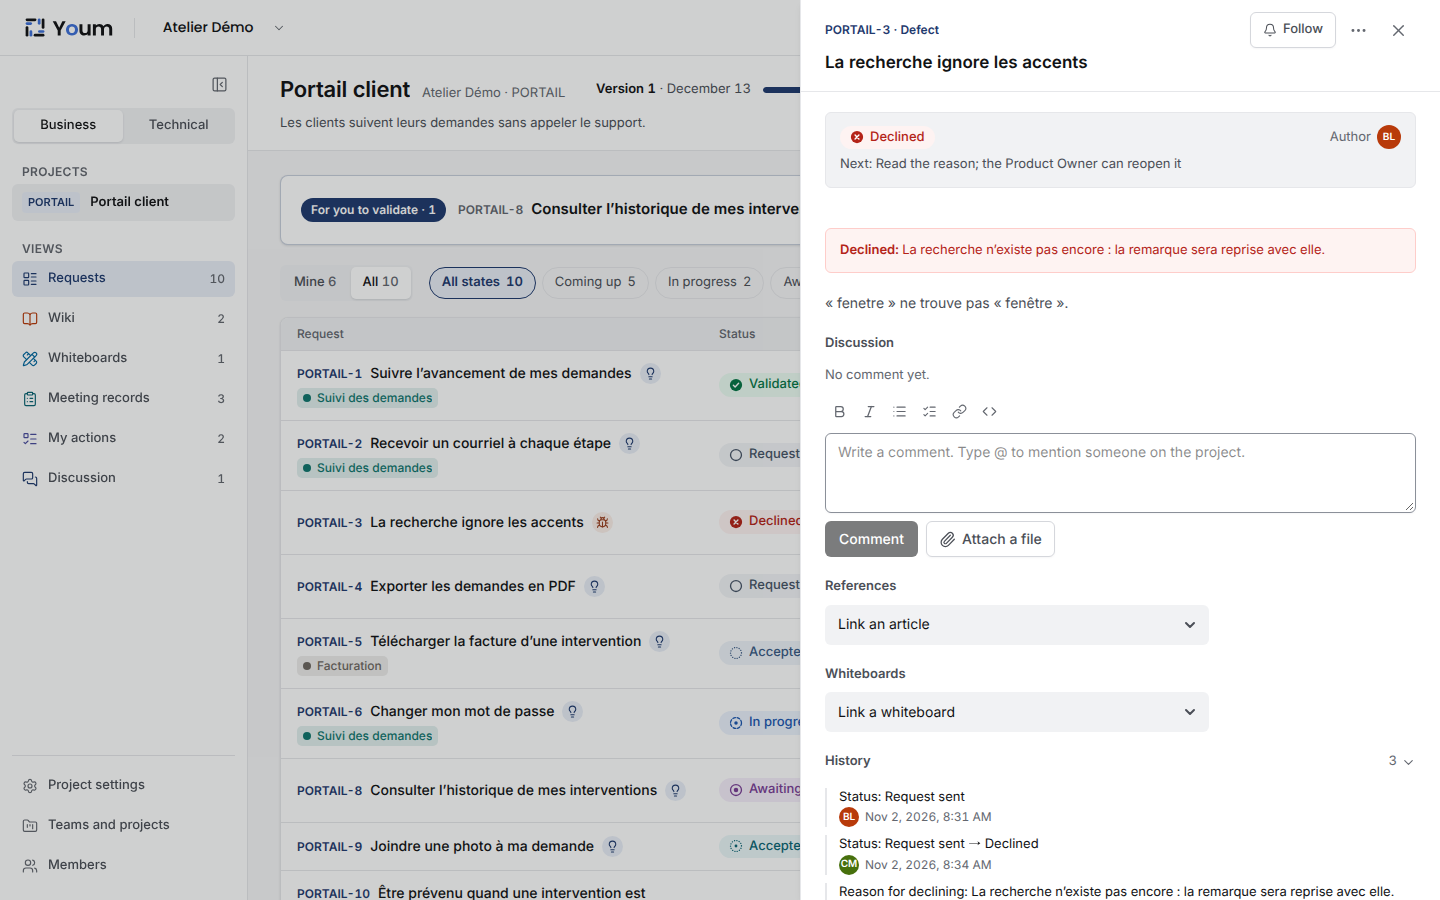 Youm
Atelier Démo
Business
Technical
PROJECTS
PORTAIL Portail client
VIEWS
Requests 10
Wiki 2
Whiteboards 1
Meeting records 3
My actions 2
Discussion 1
Project settings
Teams and projects
Members
Portail client Atelier Démo · PORTAIL Version 1 · December 13
Les clients suivent leurs demandes sans appeler le support.
For you to validate · 1 PORTAIL-8 Consulter l’historique de mes interve
Mine 6 All 10 All states 10 Coming up 5 In progress 2 Aw
Request Status
PORTAIL-1 Suivre l’avancement de mes demandes
Suivi des demandes
Validate
PORTAIL-2 Recevoir un courriel à chaque étape
Suivi des demandes
Request
PORTAIL-3 La recherche ignore les accents
Declined
PORTAIL-4 Exporter les demandes en PDF
Request
PORTAIL-5 Télécharger la facture d’une intervention
Facturation
Accepte
PORTAIL-6 Changer mon mot de passe
Suivi des demandes
In progre
PORTAIL-8 Consulter l’historique de mes interventions
Awaiting
PORTAIL-9 Joindre une photo à ma demande
Accepte
PORTAIL-10 Être prévenu quand une intervention est
PORTAIL-3 · Defect
Follow
La recherche ignore les accents
Declined
Author BL
Next: Read the reason; the Product Owner can reopen it
Declined: La recherche n’existe pas encore : la remarque sera reprise avec elle.
« fenetre » ne trouve pas « fenêtre ».
Discussion
No comment yet.
Write a comment. Type @ to mention someone on the project.
Comment
Attach a file
References
Link an article
Whiteboards
Link a whiteboard
History 3
Status: Request sent
BL Nov 2, 2026, 8:31 AM
Status: Request sent → Declined
CM Nov 2, 2026, 8:34 AM
Reason for declining: La recherche n’existe pas encore : la remarque sera reprise avec elle.